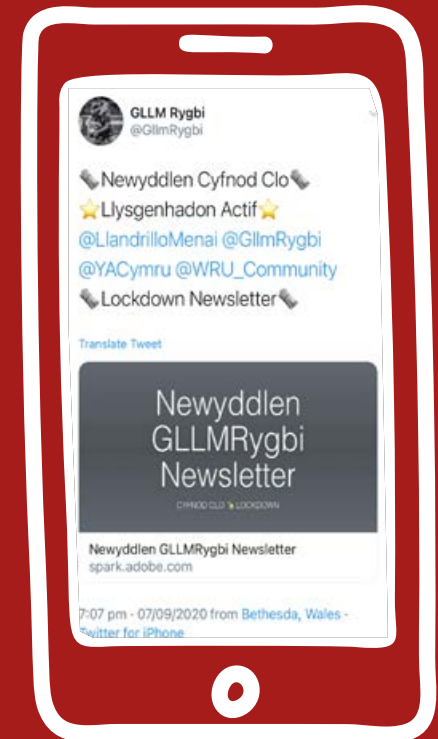 GLLM Rygbi
@GllmRygbi
🗞Newyddlen Cyfnod Clo🗞
⭐Llysgenhadon Actif⭐
@LlandrilloMenai @GllmRygbi
@YACymru @WRU_Community
🗞Lockdown Newsletter🗞
Translate Tweet
Newyddlen
GLLMRygbi
Newsletter
CYFNOD CLO 🗞 LOCKDOWN
Newyddlen GLLMRygbi Newsletter
spark.adobe.com
7:07 pm - 07/09/2020 from Bethesda, Wales -
Twitter for iPhone